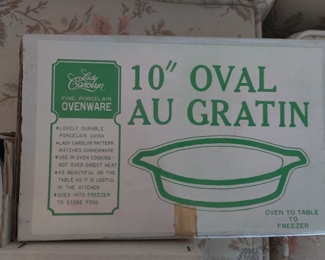 Lady
Carolyn
FINE PORCELAIN
OVENWARE
• LOVELY, DURABLE
PORCELAIN CHINA
• LADY CAROLYN PATTERN
MATCHES DINNERWARE
• USE IN OVEN COOKING-
NOT OVER DIRECT HEAT
• AS BEAUTIFUL ON THE
TABLE AS IT IS USEFUL
IN THE KITCHEN
• GOES INTO FREEZER
TO STORE FOOD
10" OVAL
AU GRATIN
OVEN TO TABLE
TO
FREEZER